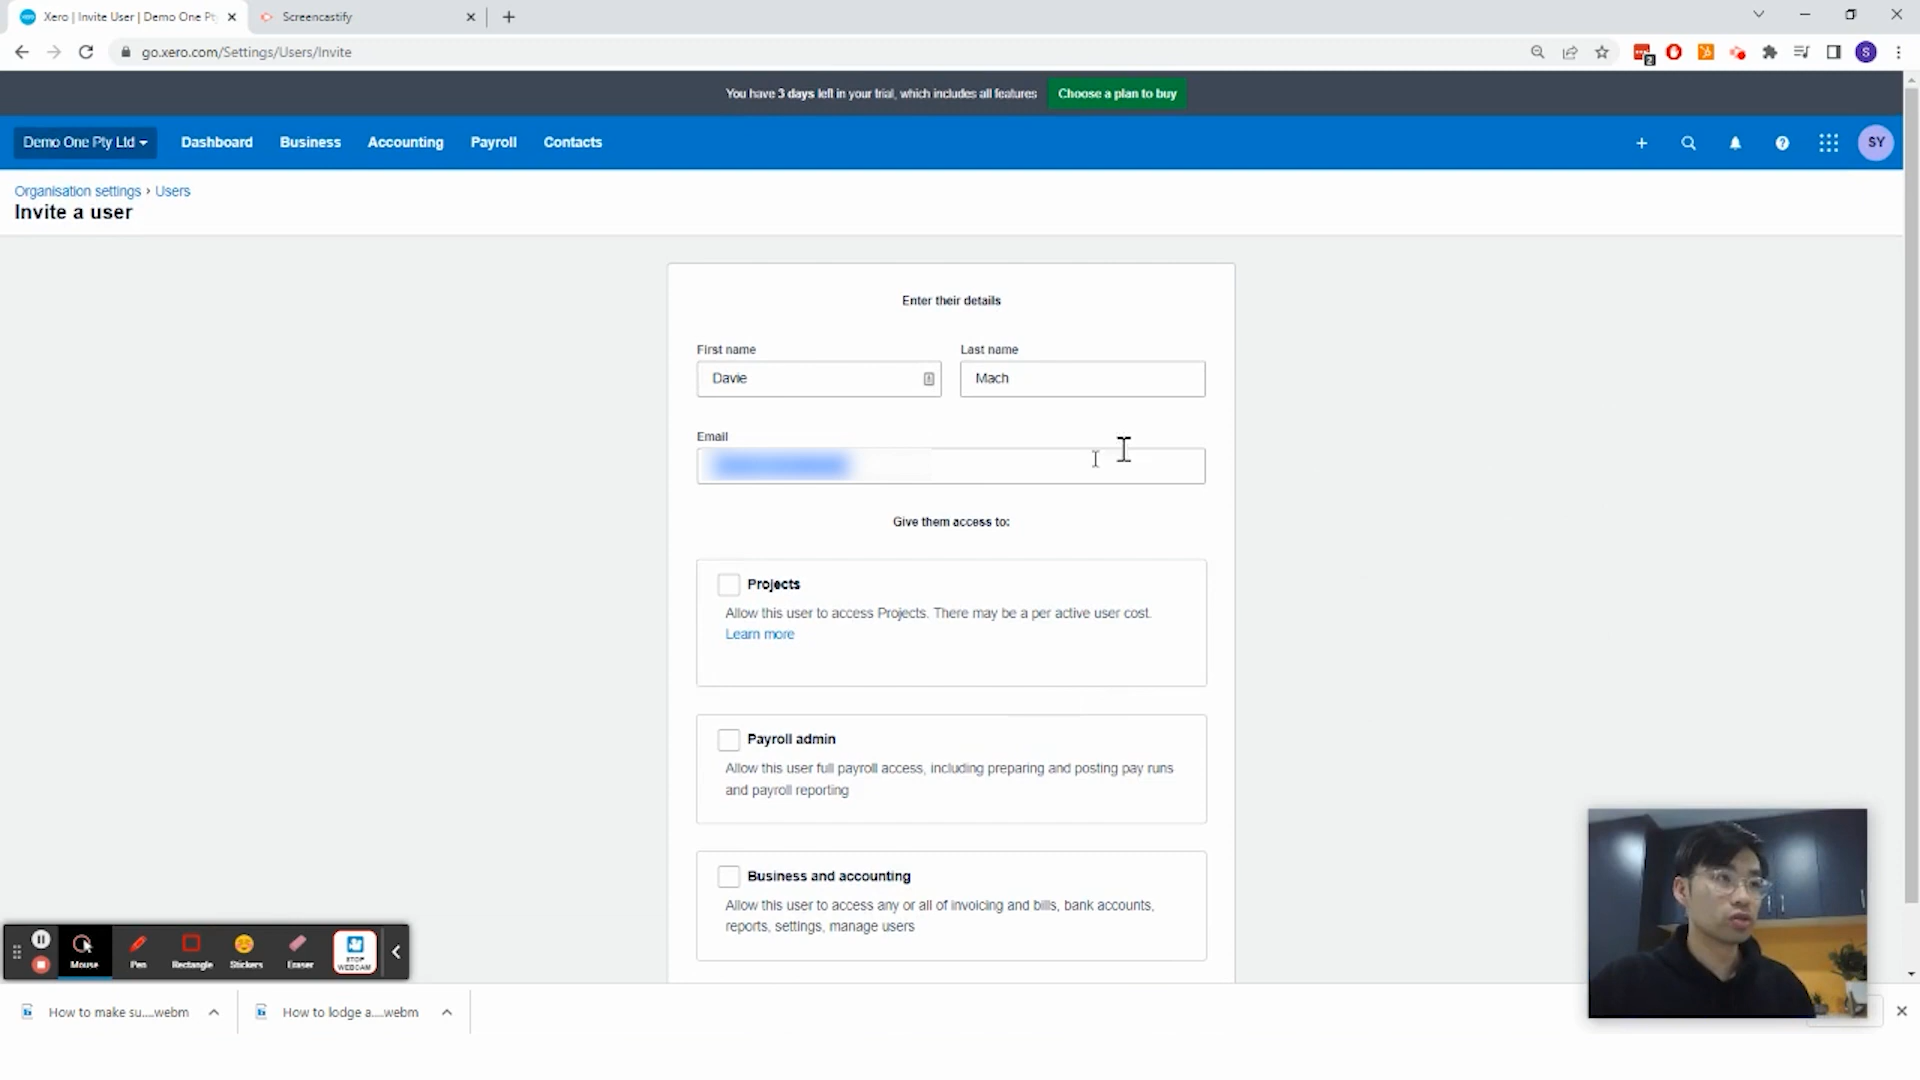 Xero | Invite User | Demo One Pt
Screencastify
go.xero.com/Settings/Users/Invite
2
S
You have 3 days left in your trial, which includes all features
Choose a plan to buy
Demo One Pty Ltd
Dashboard
Business
Accounting
Payroll
Contacts
SY
Organisation settings › Users
Invite a user
Enter their details
First name
Last name
Davie
Mach
Email
Give them access to:
Projects
Allow this user to access Projects. There may be a per active user cost.
Learn more
Payroll admin
Allow this user full payroll access, including preparing and posting pay runs
and payroll reporting
Business and accounting
Allow this user to access any or all of invoicing and bills, bank accounts,
reports, settings, manage users
Mouse
Pen
Rectangle
Stickers
Eraser
STOP
WEBCAM
How to make su....webm
How to lodge a....webm